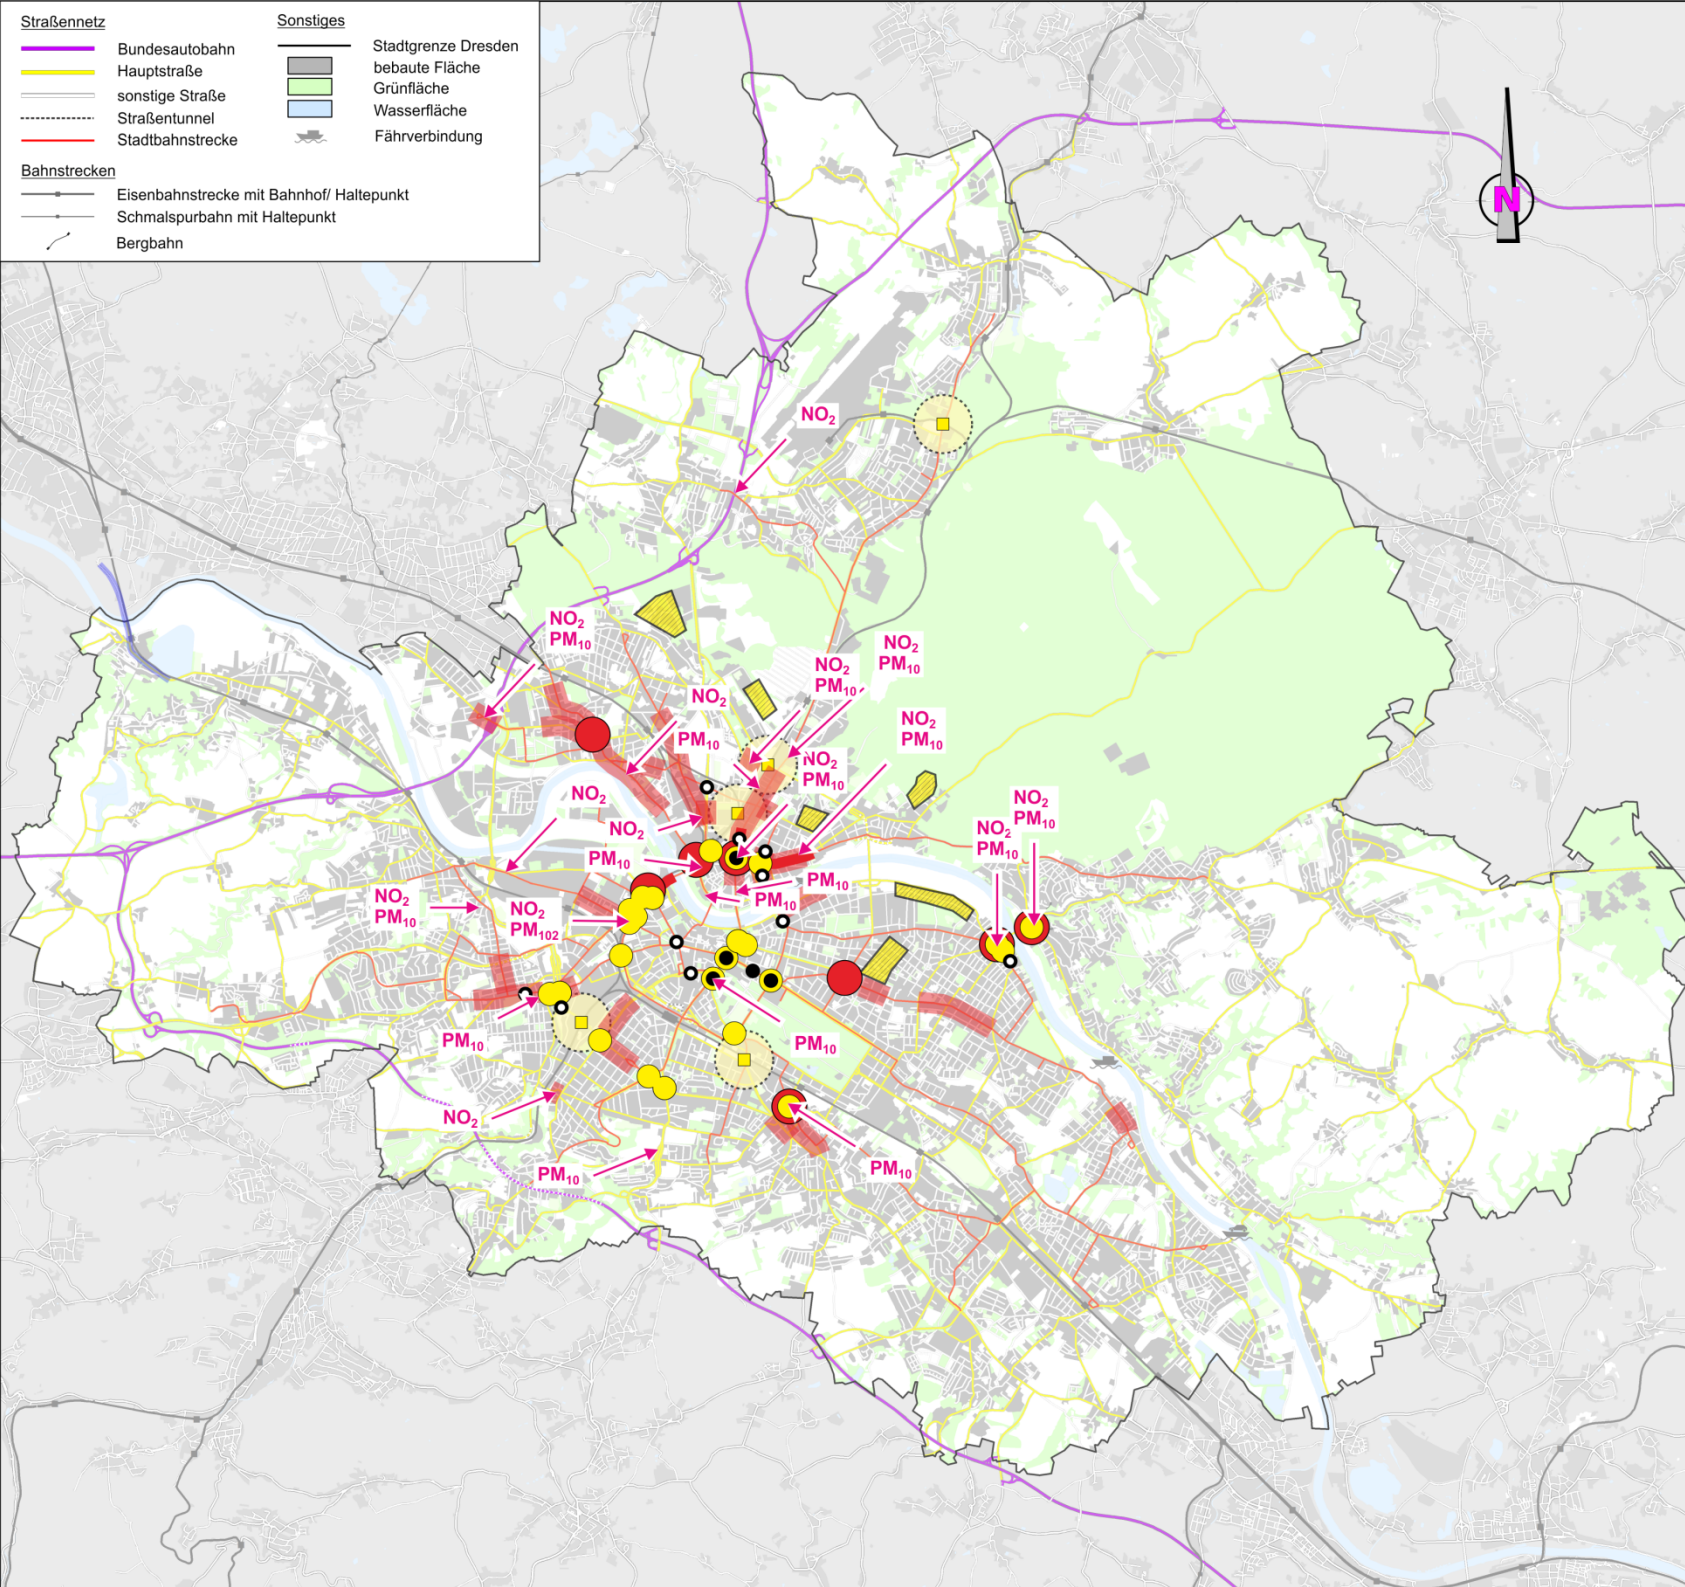 Straßennetz
Bundesautobahn
Hauptstraße
sonstige Straße
Straßentunnel
Stadtbahnstrecke
Bahnstrecken
Eisenbahnstrecke mit Bahnhof/ Haltepunkt
Schmalspurbahn mit Haltepunkt
Bergbahn
Sonstiges
Stadtgrenze Dresden
bebaute Fläche
Grünfläche
Wasserfläche
Fährverbindung
N
NO₂
NO₂
PM₁₀
NO₂
PM₁₀
NO₂
PM₁₀
NO₂
PM₁₀
NO₂
PM₁₀
NO₂
PM₁₀
NO₂
NO₂
PM₁₀
NO₂
PM₁₀
NO₂
PM₁₀
PM₁₀
PM₁₀
NO₂
PM₁₀
NO₂
PM₁₀₂
PM₁₀
PM₁₀
NO₂
PM₁₀
PM₁₀